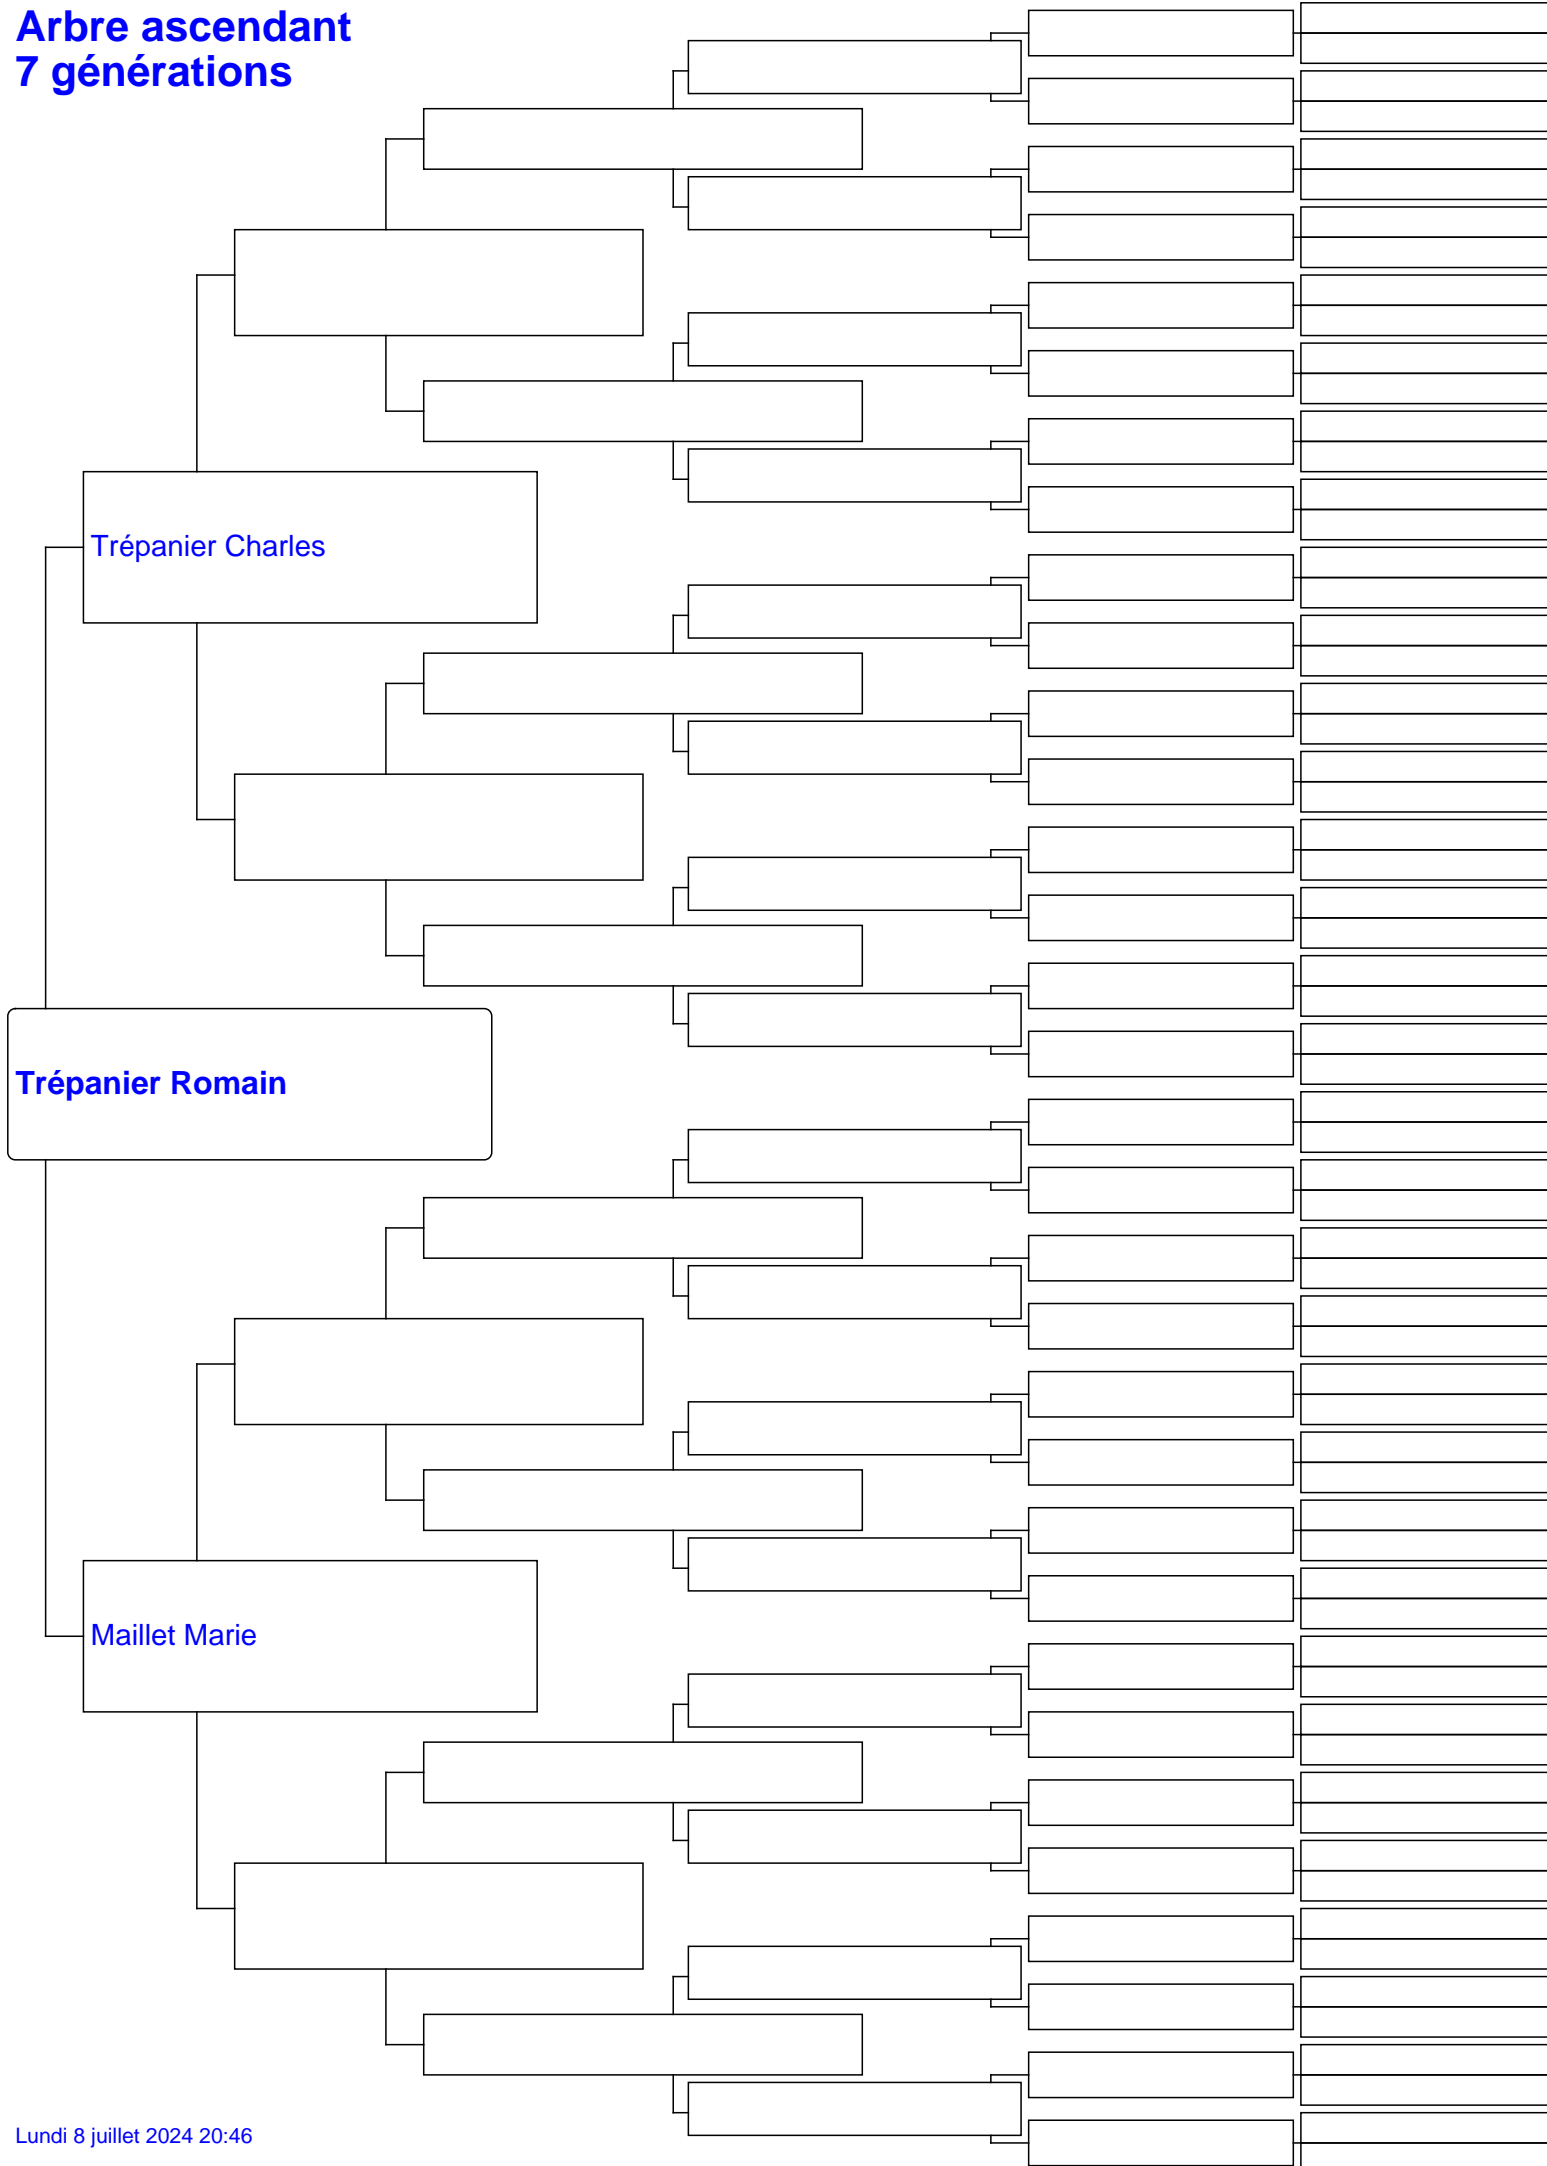 Arbre ascendant
7 générations
Trépanier Charles
Trépanier Romain
Maillet Marie
Lundi 8 juillet 2024 20:46